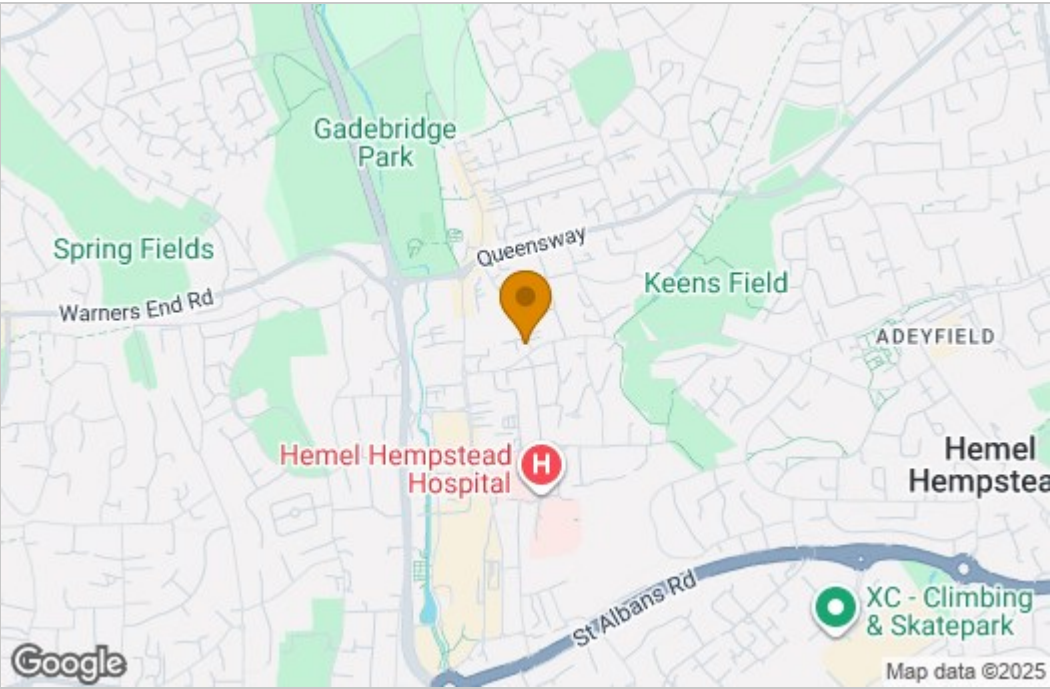 Gadebridge
Park
Queensway
Spring Fields
Keens Field
Warners End Rd
ADEYFIELD
Hemel Hempstead
Hospital
H
Hemel
Hempstea
St Albans Rd
XC - Climbing
& Skatepark
Google
Map data ©2025